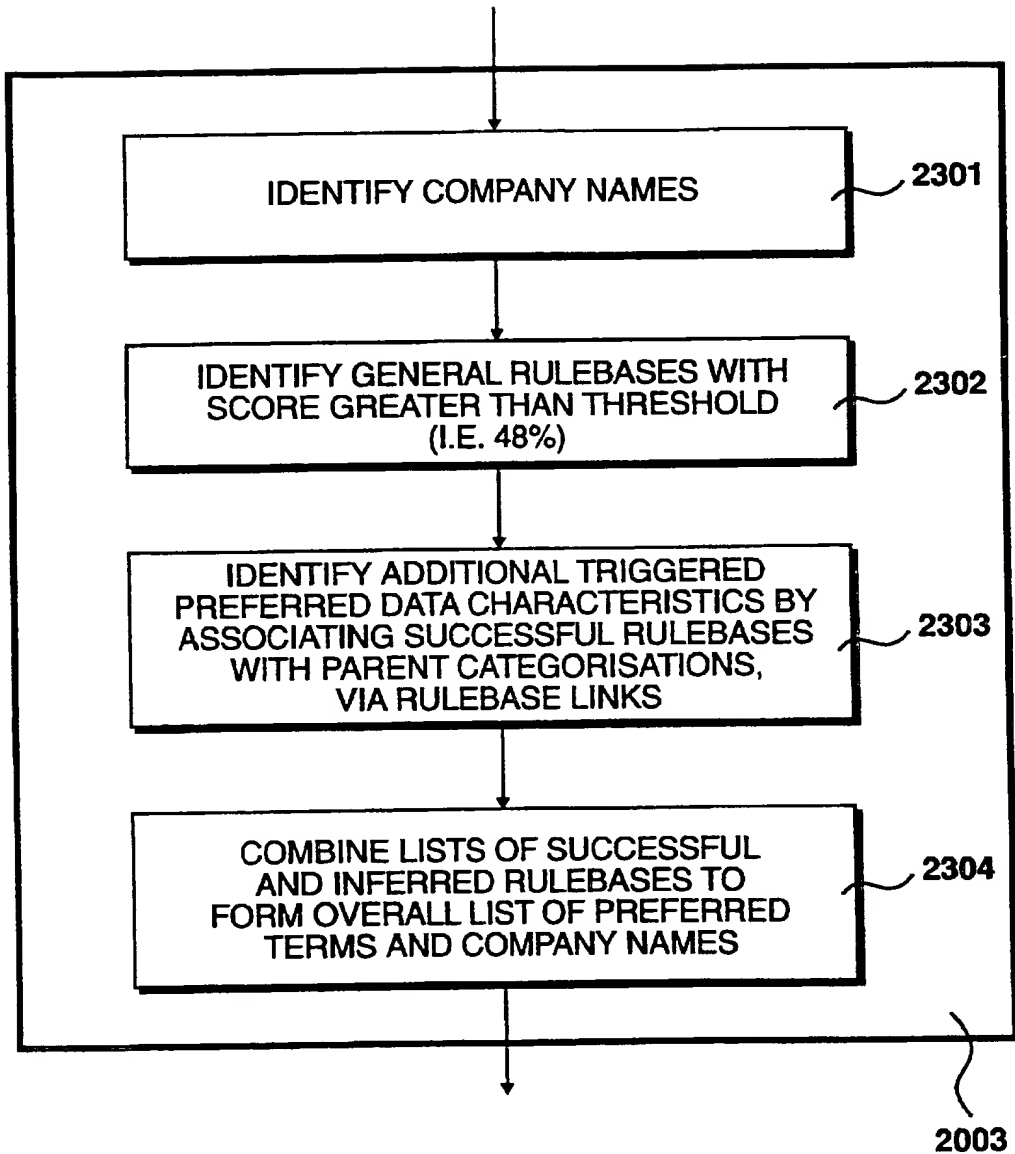 IDENTIFY COMPANY NAMES
2301
IDENTIFY GENERAL RULEBASES WITH
SCORE GREATER THAN THRESHOLD
(I.E. 48%)
2302
IDENTIFY ADDITIONAL TRIGGERED
PREFERRED DATA CHARACTERISTICS BY
ASSOCIATING SUCCESSFUL RULEBASES
WITH PARENT CATEGORISATIONS,
VIA RULEBASE LINKS
2303
COMBINE LISTS OF SUCCESSFUL
AND INFERRED RULEBASES TO
FORM OVERALL LIST OF PREFERRED
TERMS AND COMPANY NAMES
2304
2003